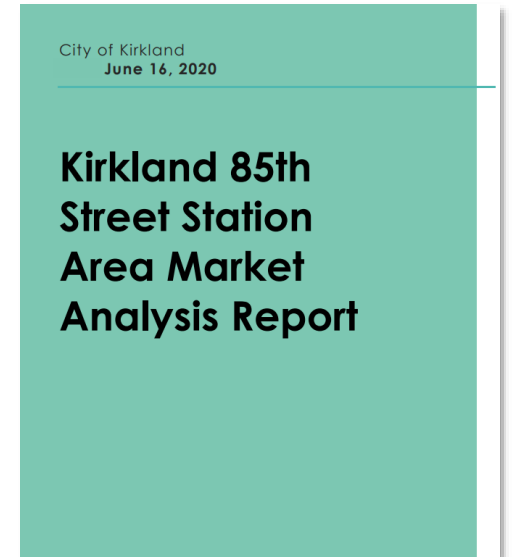 City of Kirkland
June 16, 2020
Kirkland 85th
Street Station
Area Market
Analysis Report